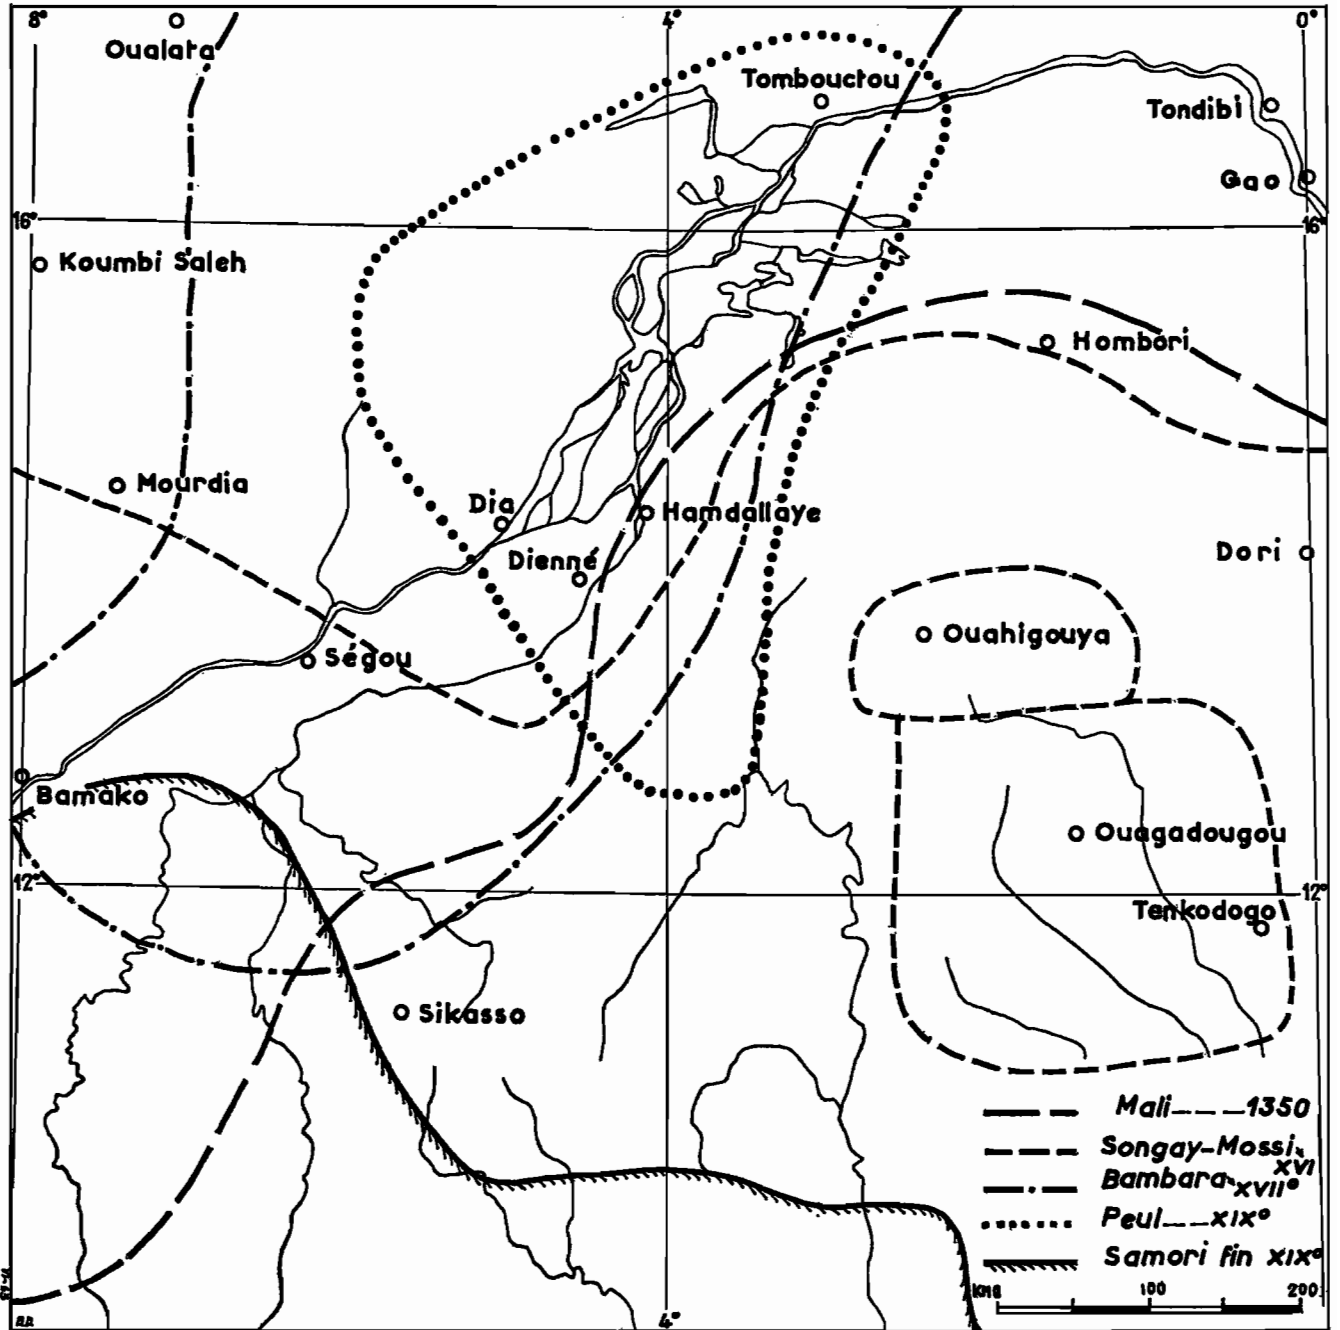 8° 4° 0°
Oualata
Tombouctou
Tondibi
Gao
16° 16°
Koumbi Saleh
Hombori
Mourdia
Dia
Hamdallaye
Dienné
Dori
Ouahigouya
Ségou
Bamako
Ouagadougou
12° 12°
Tenkodogo
Sikasso
Mali 1350
Songay-Mossi XVI
Bambara XVII°
Peul XIX°
Samori fin XIX°
KMS 100 200
4°